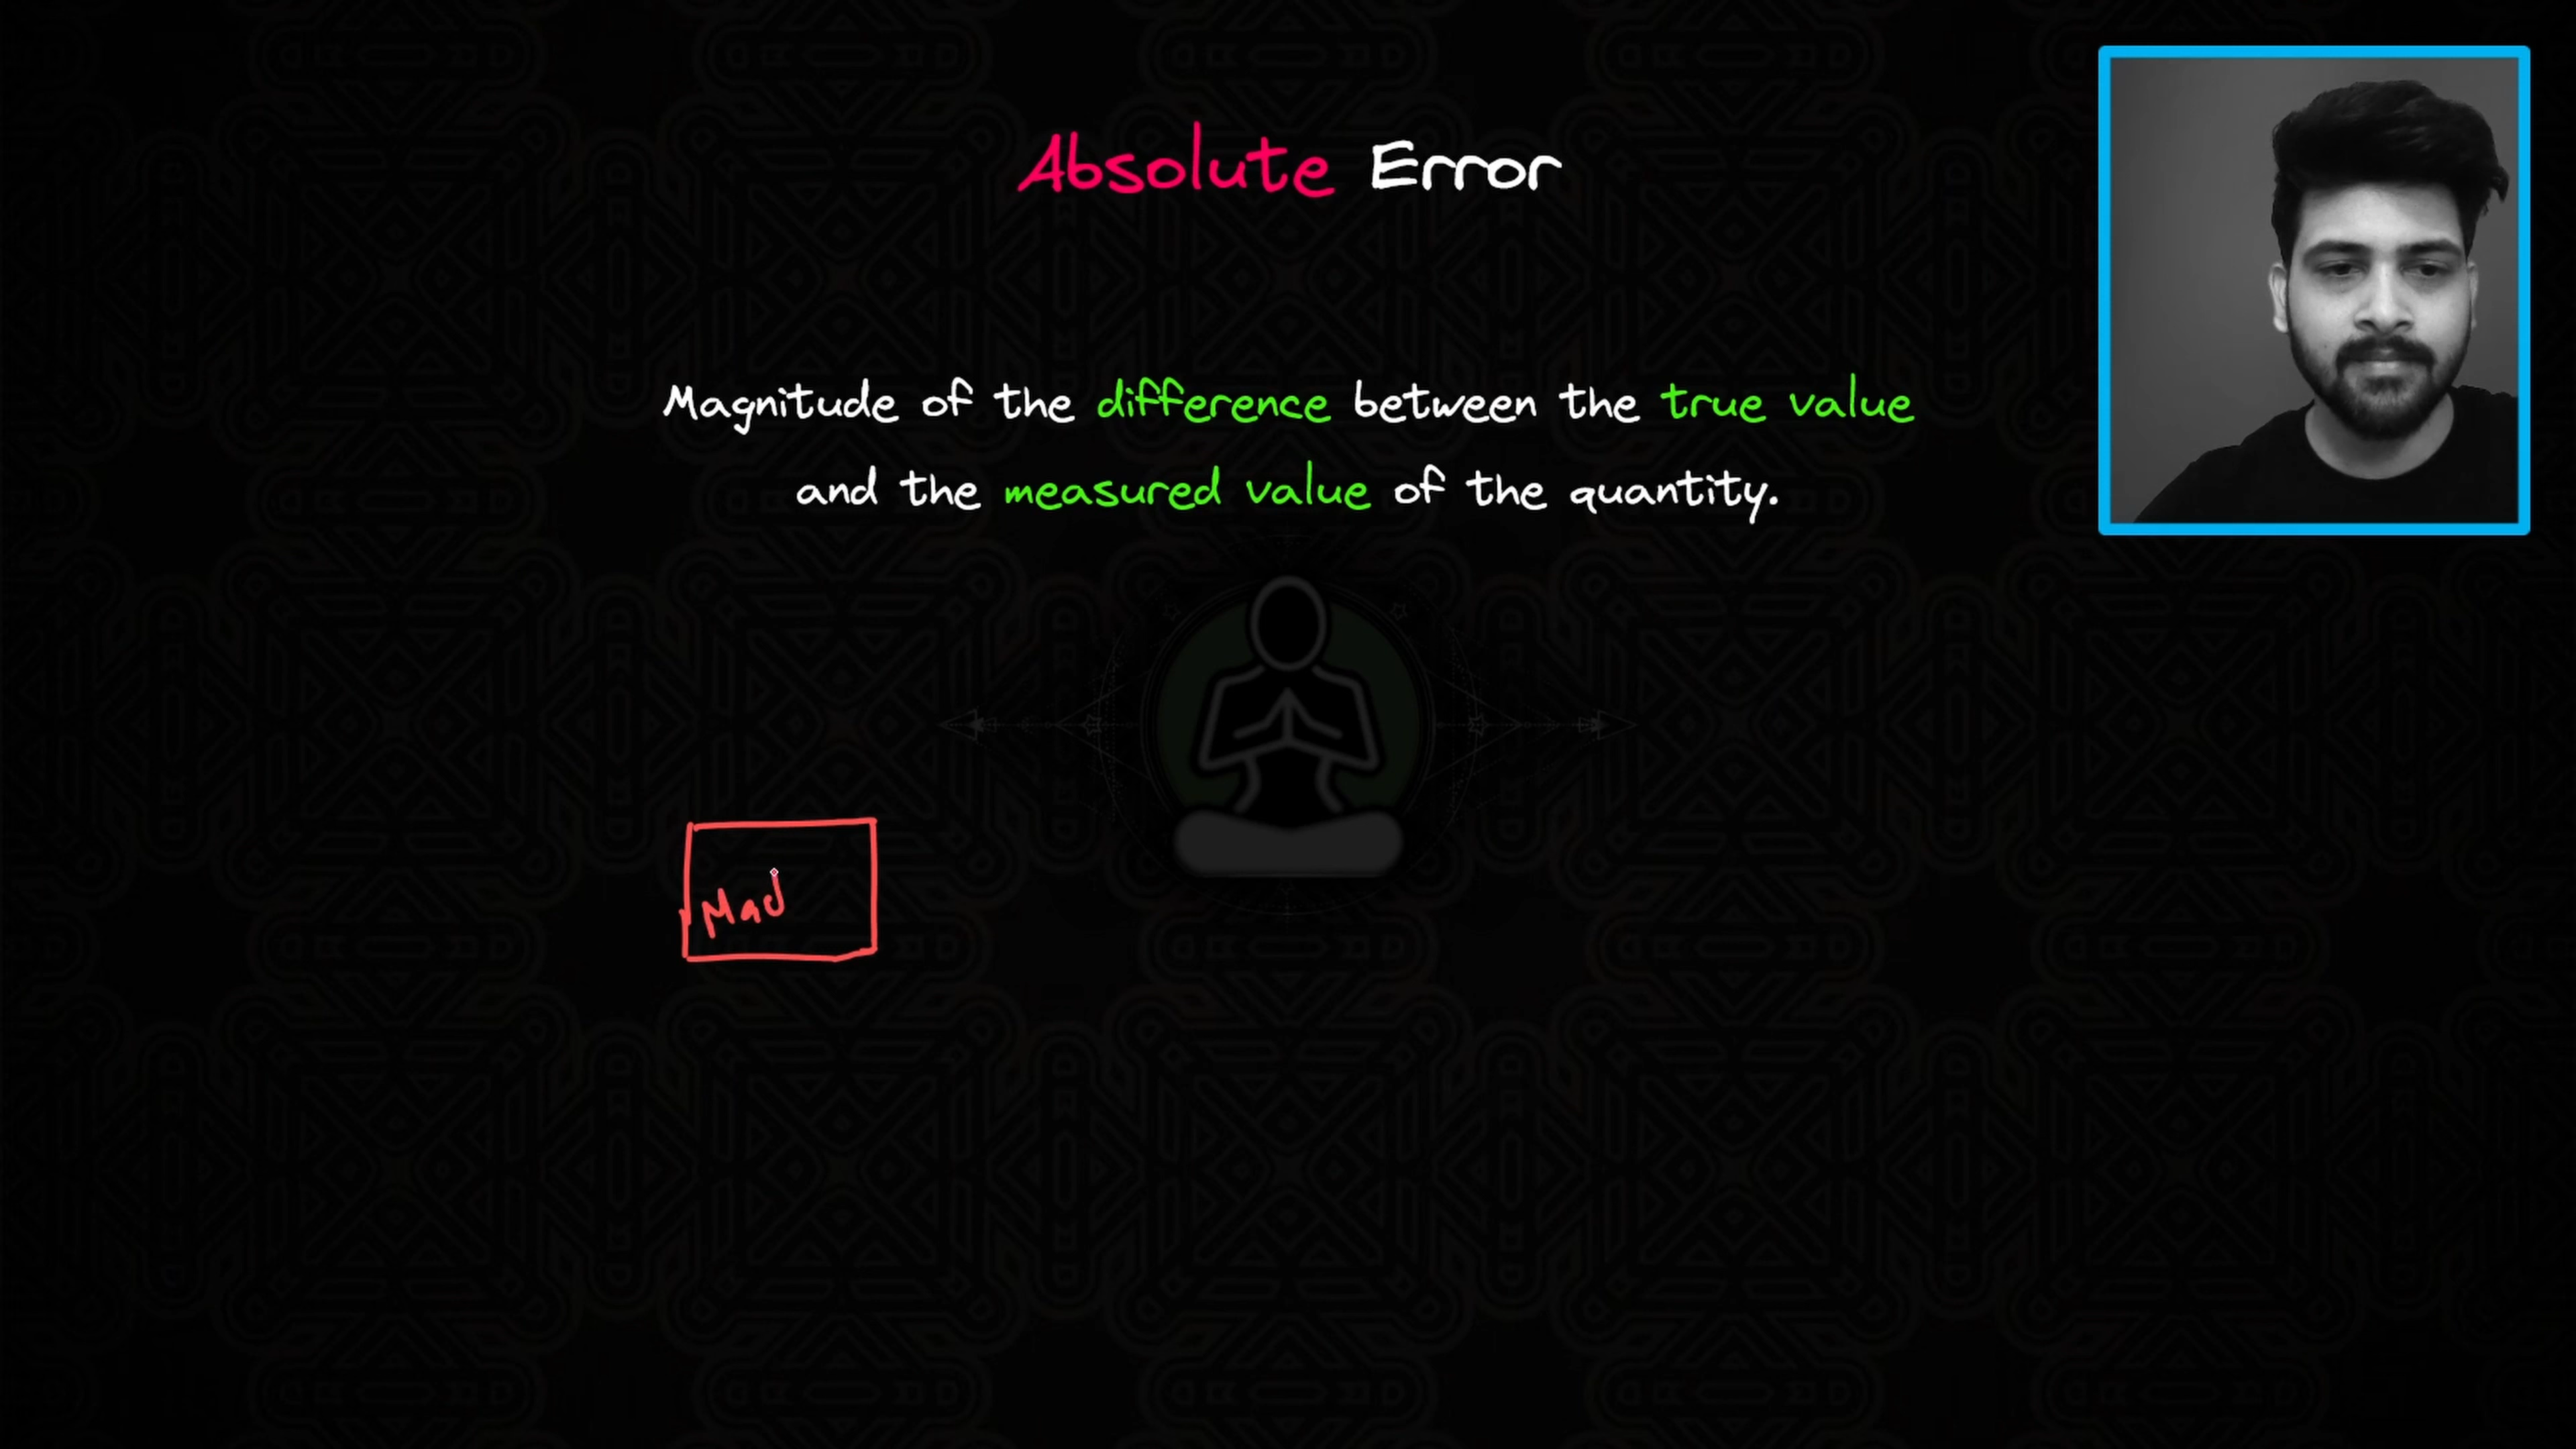 Absolute Error
Magnitude of the difference between the true value
and the measured value of the quantity.
Mad